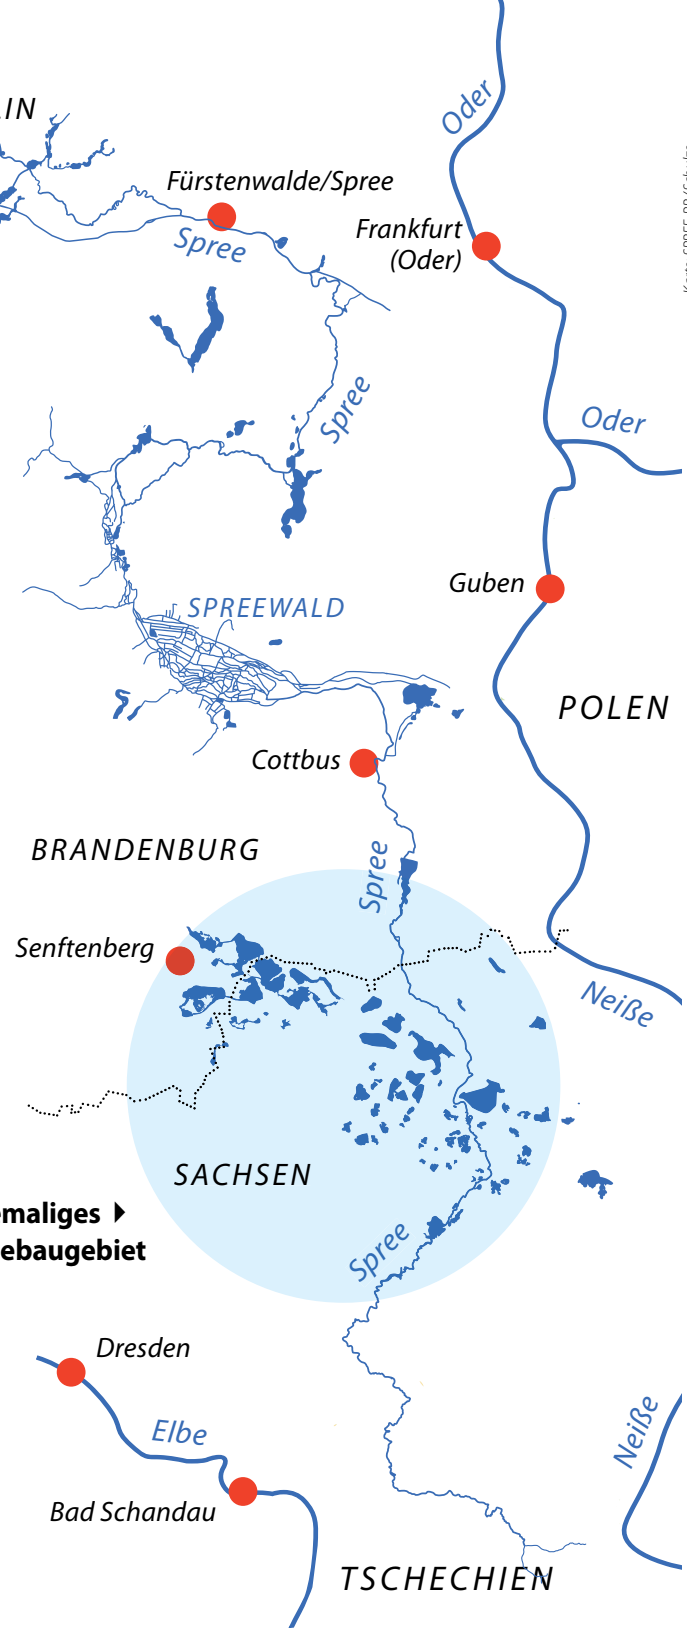 LIN
Oder
Fürstenwalde/Spree
Frankfurt
(Oder)
Spree
Spree
Oder
Guben
SPREEWALD
POLEN
Cottbus
BRANDENBURG
Spree
Senftenberg
Neiße
SACHSEN
emaliges
ebaugebiet
Spree
Dresden
Elbe
Neiße
Bad Schandau
TSCHECHIEN